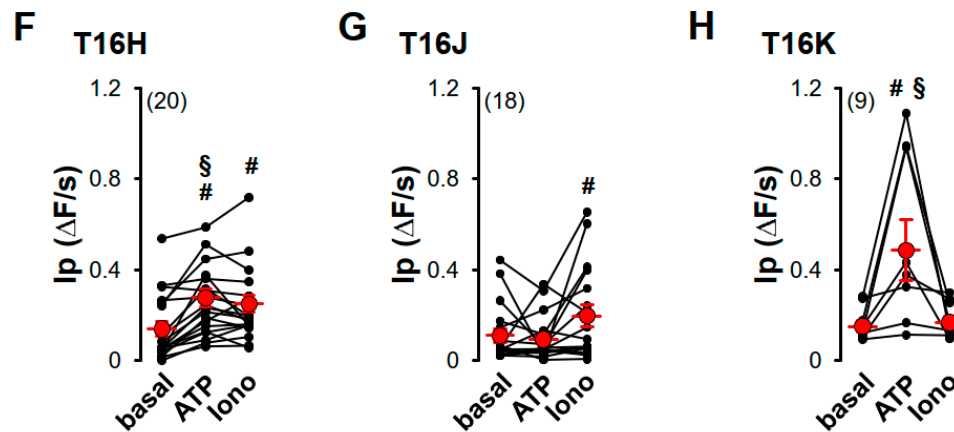 F T16H
1.2
(20)
0.8
0.4
0
Ip (ΔF/s)
§
#
#
basal ATP Iono
G T16J
1.2
(18)
0.8
0.4
0
Ip (ΔF/s)
#
basal ATP Iono
H T16K
1.2
(9)
0.8
0.4
0
Ip (ΔF/s)
# §
basal ATP Iono